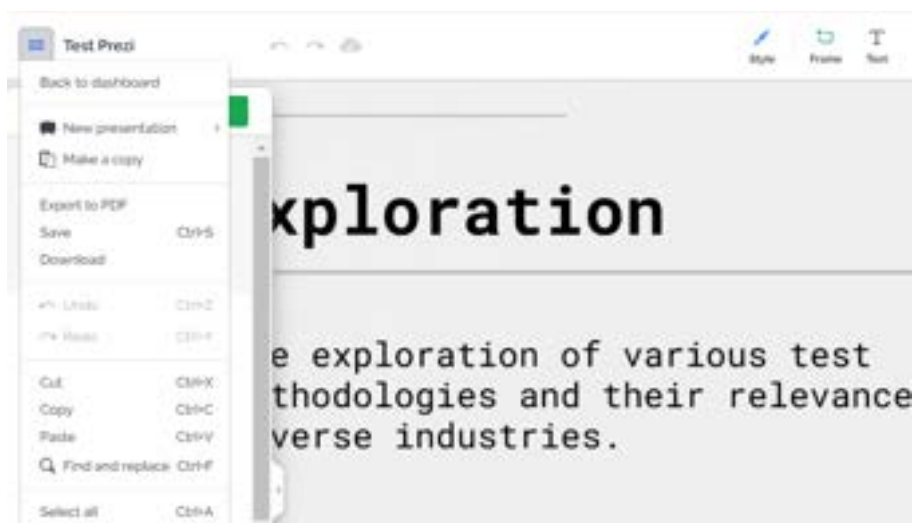 Test Prezi
Style
Frame
Text
Back to dashboard
New presentation
Make a copy
Export to PDF
Save Ctrl+S
Download
Undo Ctrl+Z
Redo
Cut Ctrl+X
Copy Ctrl+C
Paste Ctrl+V
Find and replace Ctrl+F
Select all Ctrl+A
xploration
e exploration of various test
thodologies and their relevance
verse industries.